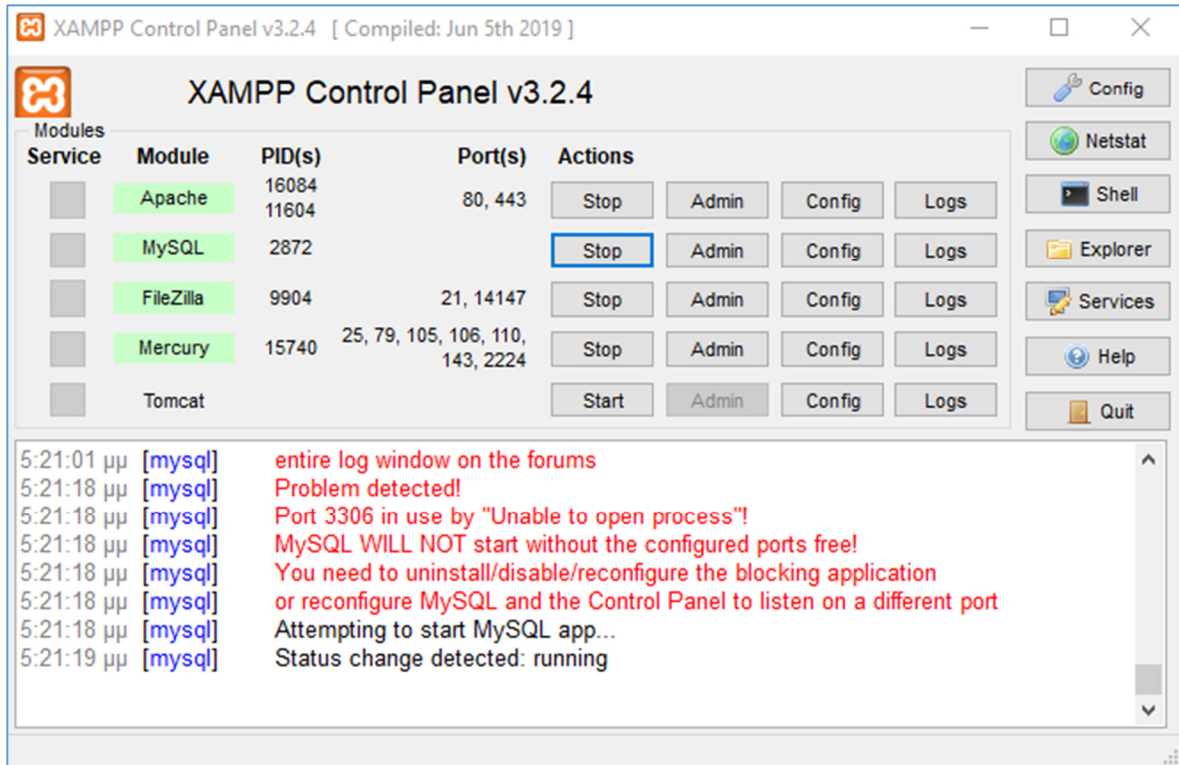 XAMPP Control Panel v3.2.4 [ Compiled: Jun 5th 2019 ]
XAMPP Control Panel v3.2.4
Config
Modules
Service Module PID(s) Port(s) Actions
Netstat
Apache 16084 11604 80, 443 Stop Admin Config Logs
Shell
MySQL 2872 Stop Admin Config Logs
Explorer
FileZilla 9904 21, 14147 Stop Admin Config Logs
Services
Mercury 15740 25, 79, 105, 106, 110, 143, 2224 Stop Admin Config Logs
Help
Tomcat Start Admin Config Logs
Quit
5:21:01 μμ [mysql] entire log window on the forums
5:21:18 μμ [mysql] Problem detected!
5:21:18 μμ [mysql] Port 3306 in use by "Unable to open process"!
5:21:18 μμ [mysql] MySQL WILL NOT start without the configured ports free!
5:21:18 μμ [mysql] You need to uninstall/disable/reconfigure the blocking application
5:21:18 μμ [mysql] or reconfigure MySQL and the Control Panel to listen on a different port
5:21:18 μμ [mysql] Attempting to start MySQL app...
5:21:19 μμ [mysql] Status change detected: running